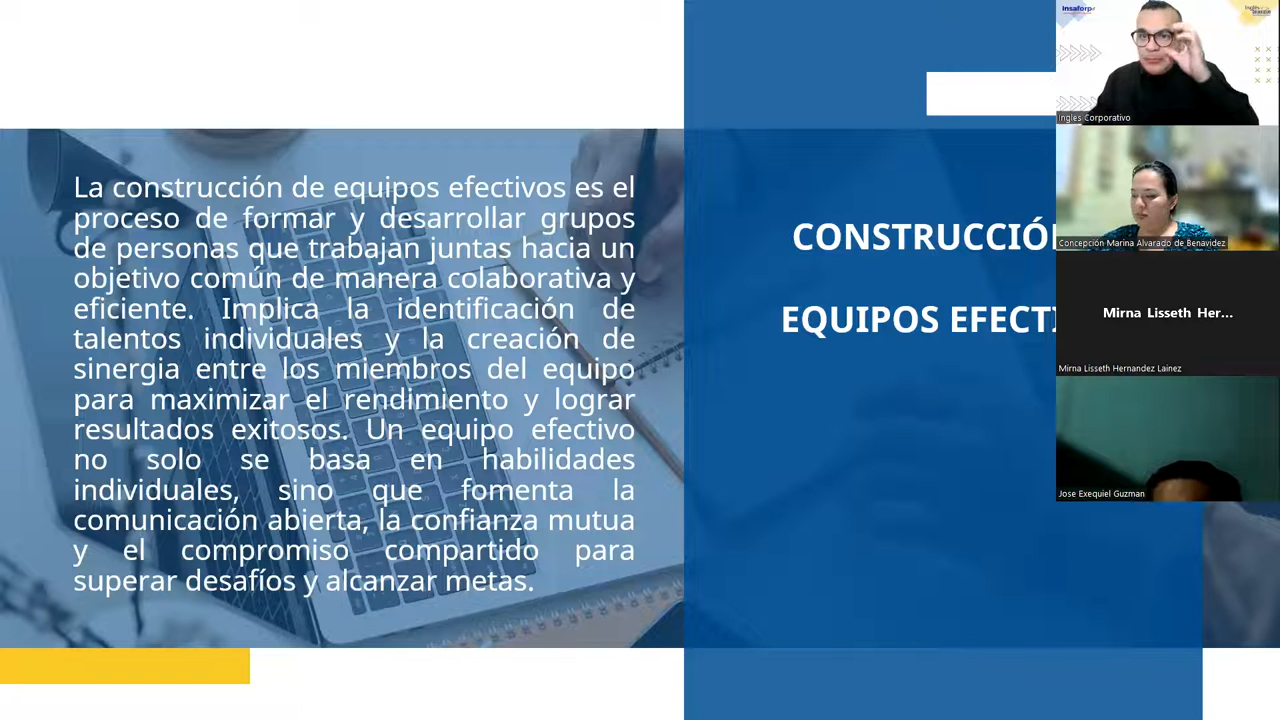 La construcción de equipos efectivos es el
proceso de formar y desarrollar grupos
de personas que trabajan juntas hacia un
objetivo común de manera colaborativa y
eficiente. Implica la identificación de
talentos individuales y la creación de
sinergia entre los miembros del equipo
para maximizar el rendimiento y lograr
resultados exitosos. Un equipo efectivo
no solo se basa en habilidades
individuales, sino que fomenta la
comunicación abierta, la confianza mutua
y el compromiso compartido para
superar desafíos y alcanzar metas.
CONSTRUCCIÓN
EQUIPOS EFECTI
insaforp
Ingles Corporativo
Concepción Marina Alvarado de Benavidez
Mirna Lisseth Her...
Mirna Lisseth Hernandez Lainez
Jose Exequiel Guzman